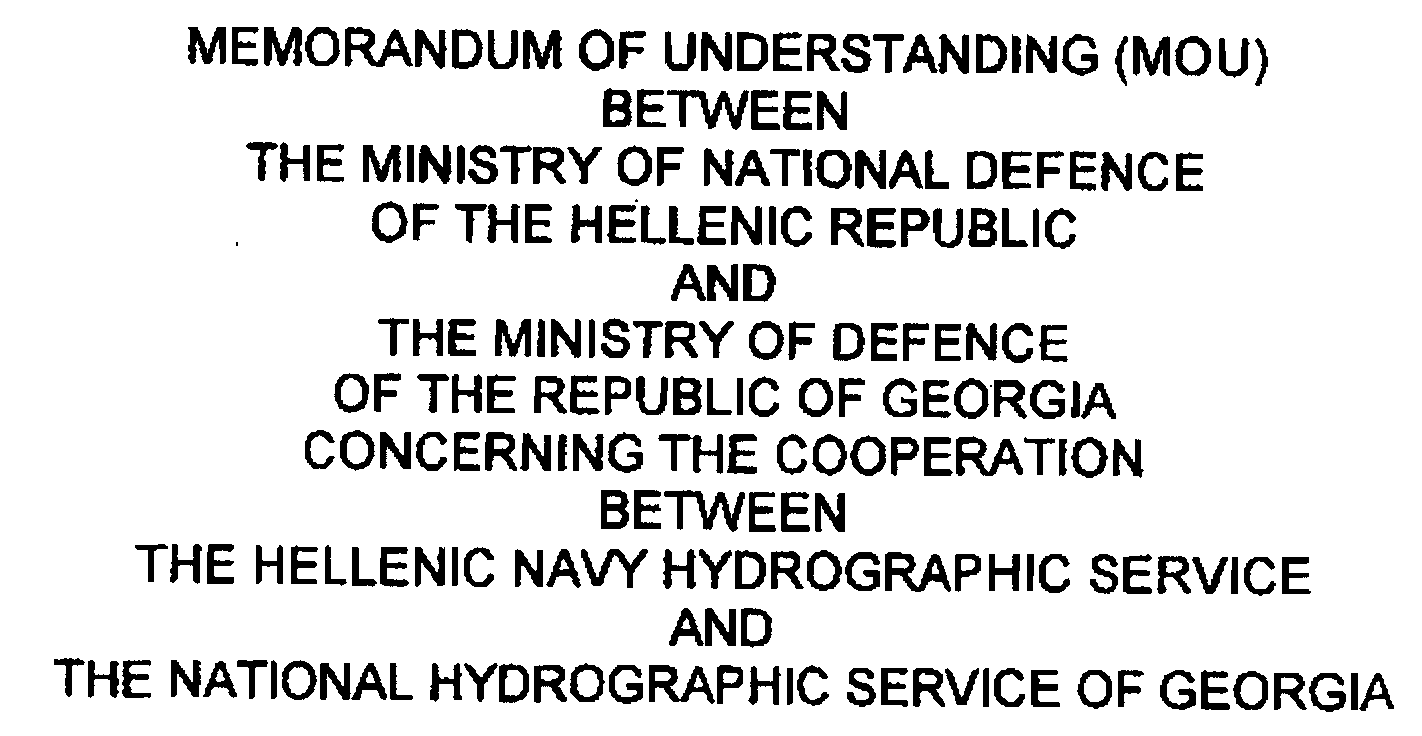 MEMORANDUM OF UNDERSTANDING (MOU)
BETWEEN
THE MINISTRY OF NATIONAL DEFENCE
OF THE HELLENIC REPUBLIC
AND
THE MINISTRY OF DEFENCE
OF THE REPUBLIC OF GEORGIA
CONCERNING THE COOPERATION
BETWEEN
THE HELLENIC NAVY HYDROGRAPHIC SERVICE
AND
THE NATIONAL HYDROGRAPHIC SERVICE OF GEORGIA